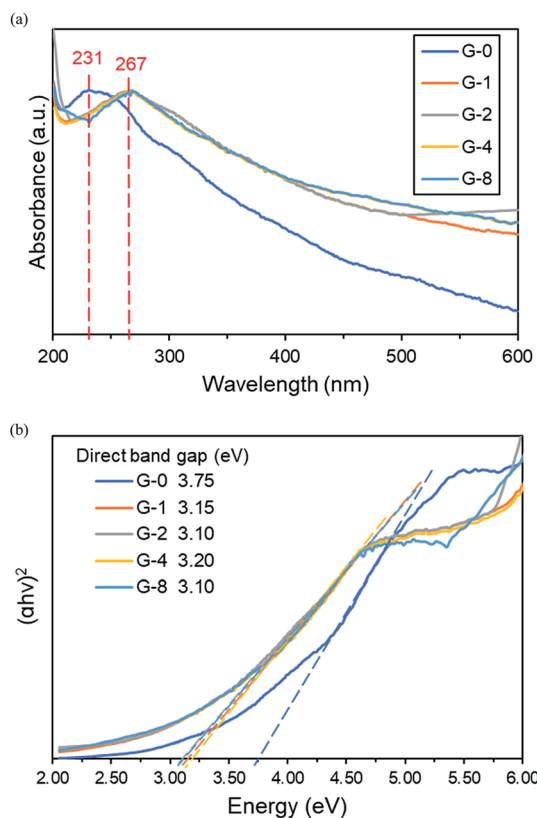 (a)
231 267
G-0
G-1
G-2
G-4
G-8
Absorbance (a.u.)
200 300 400 500 600
Wavelength (nm)
(b)
Direct band gap (eV)
G-0 3.75
G-1 3.15
G-2 3.10
G-4 3.20
G-8 3.10
(αhν)²
2.00 2.50 3.00 3.50 4.00 4.50 5.00 5.50 6.00
Energy (eV)